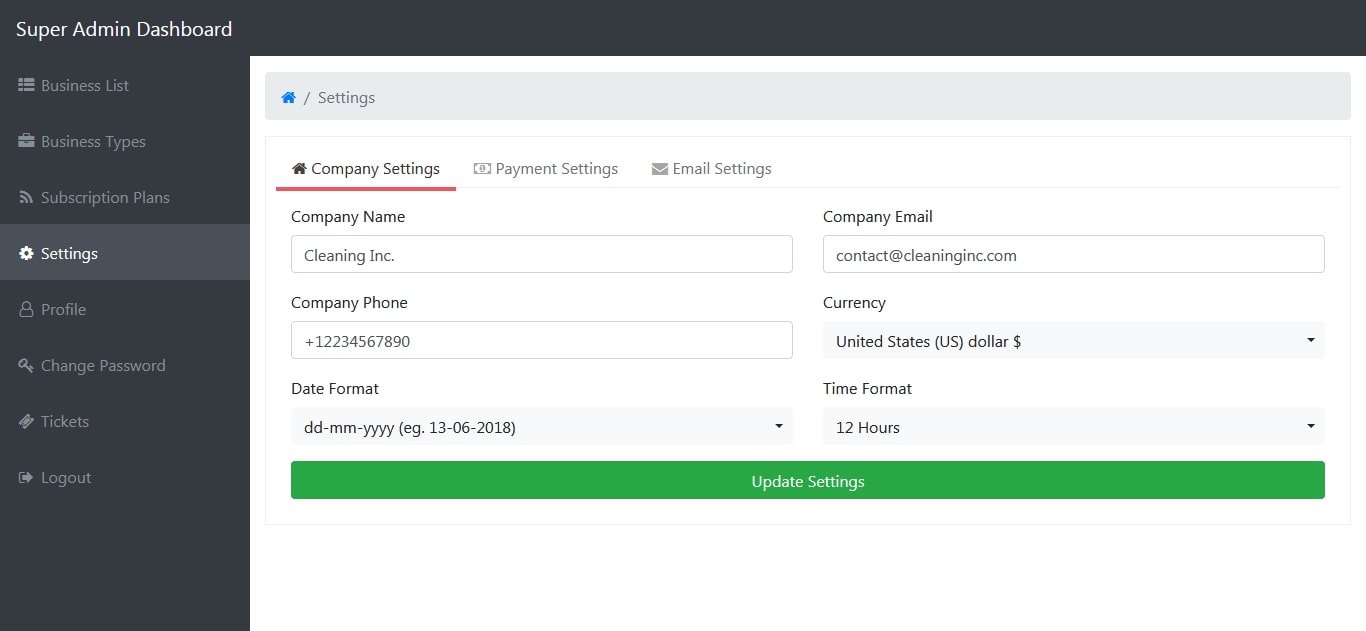 Super Admin Dashboard
Business List
Business Types
Subscription Plans
Settings
Profile
Change Password
Tickets
Logout
/ Settings
Company Settings Payment Settings Email Settings
Company Name Company Email
Cleaning Inc. contact@cleaninginc.com
Company Phone Currency
+12234567890 United States (US) dollar $
Date Format Time Format
dd-mm-yyyy (eg. 13-06-2018) 12 Hours
Update Settings